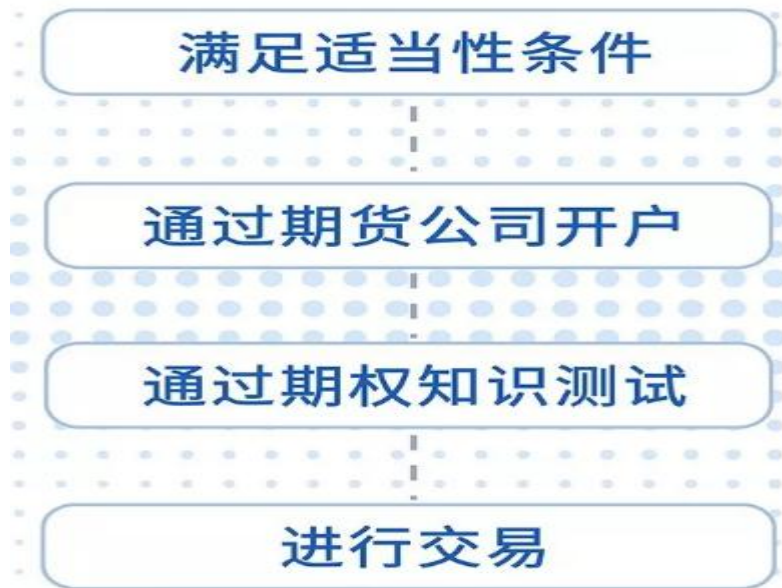 满足适当性条件
通过期货公司开户
通过期权知识测试
进行交易